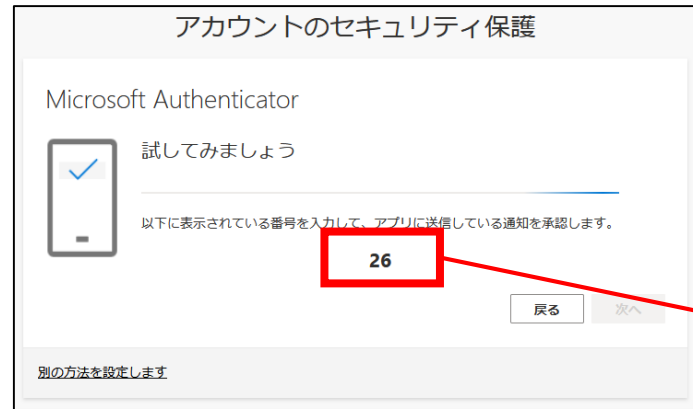 アカウントのセキュリティ保護
Microsoft Authenticator
試してみましょう
以下に表示されている番号を入力して、アプリに送信している通知を承認します。
26
戻る
次へ
別の方法を設定します